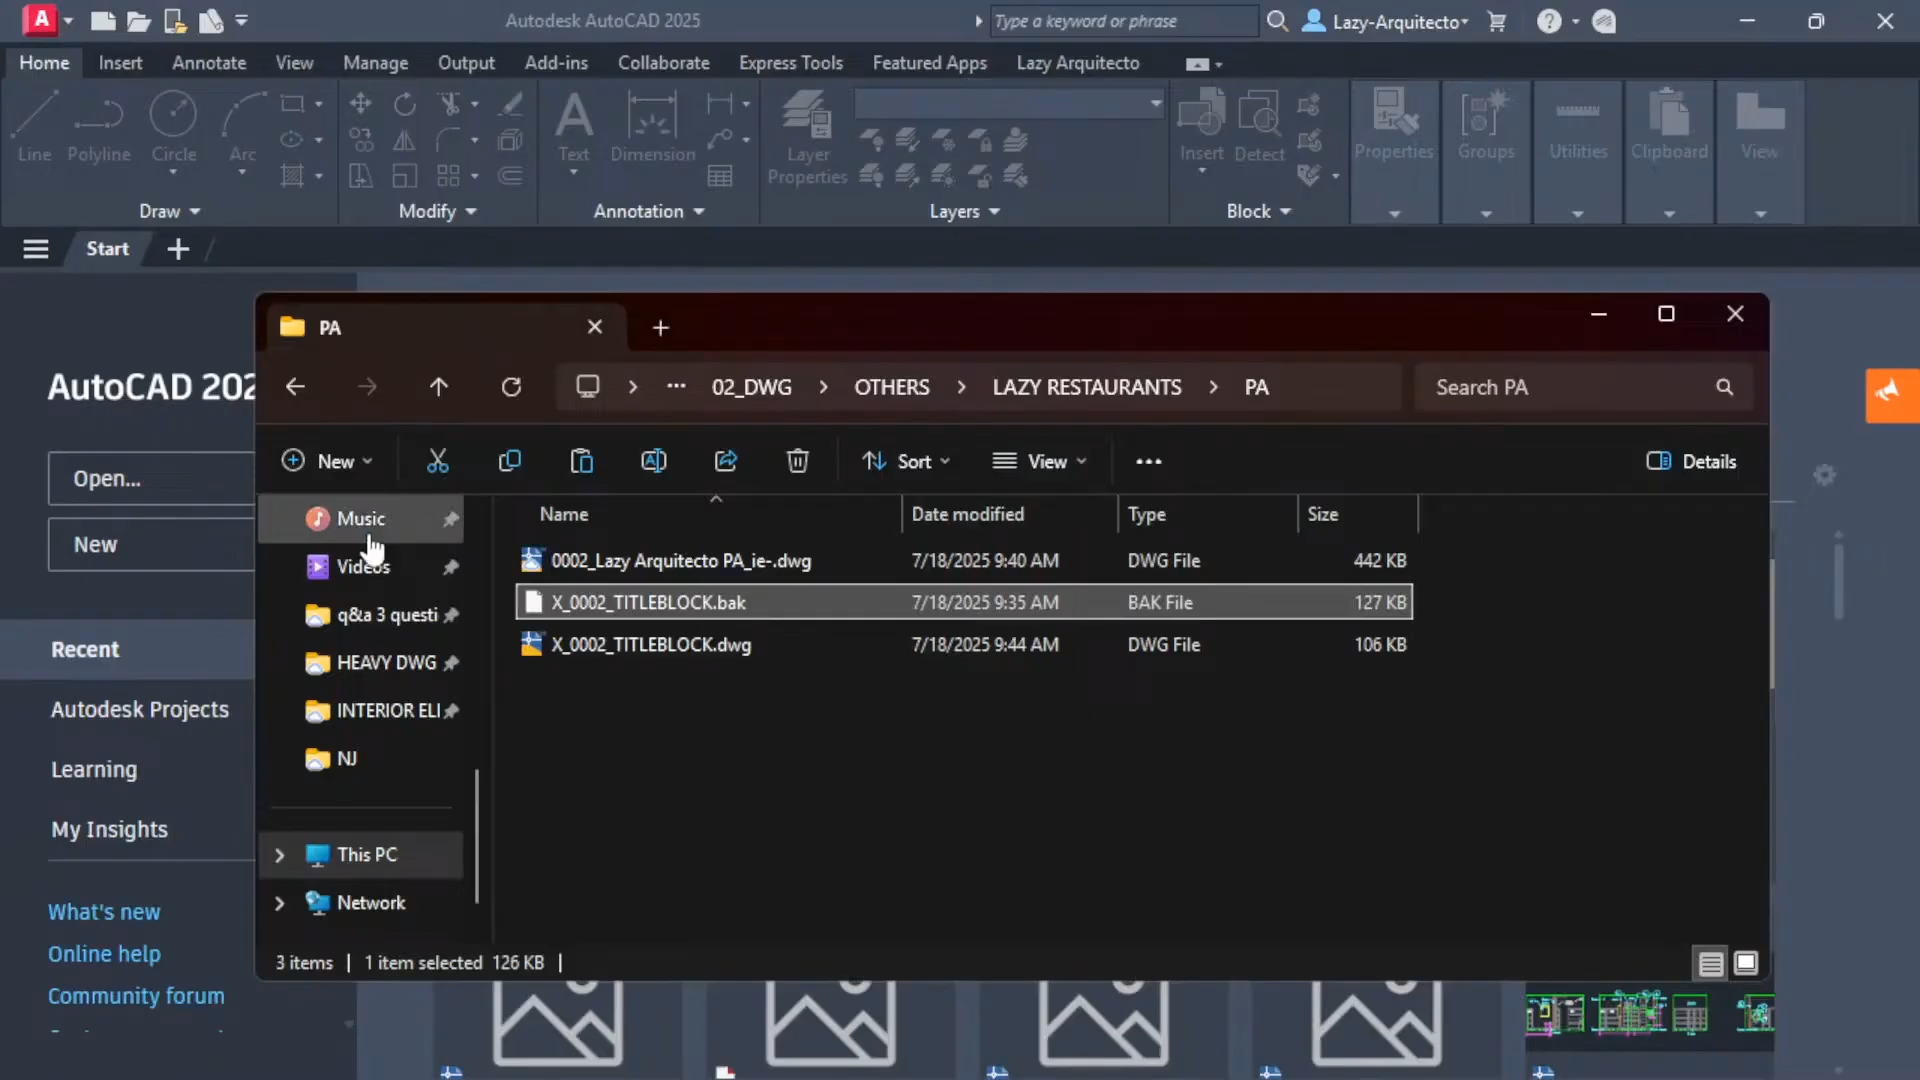 A
Autodesk AutoCAD 2025
Type a keyword or phrase
Lazy-Arquitecto
Home Insert Annotate View Manage Output Add-ins Collaborate Express Tools Featured Apps Lazy Arquitecto
Line Polyline Circle Arc
Text Dimension
Layer Properties
Insert Detect
Properties Groups Utilities Clipboard View
Draw Modify Annotation Layers Block
Start
PA
02_DWG > OTHERS > LAZY RESTAURANTS > PA
Search PA
AutoCAD 202
New
Sort
View
Details
Open...
New
Recent
Autodesk Projects
Learning
My Insights
What's new
Online help
Community forum
Music
Videos
q&a 3 questi
HEAVY DWG
INTERIOR ELI
NJ
This PC
Network
Name Date modified Type Size
0002_Lazy Arquitecto PA_ie-.dwg 7/18/2025 9:40 AM DWG File 442 KB
X_0002_TITLEBLOCK.bak 7/18/2025 9:35 AM BAK File 127 KB
X_0002_TITLEBLOCK.dwg 7/18/2025 9:44 AM DWG File 106 KB
3 items | 1 item selected 126 KB |